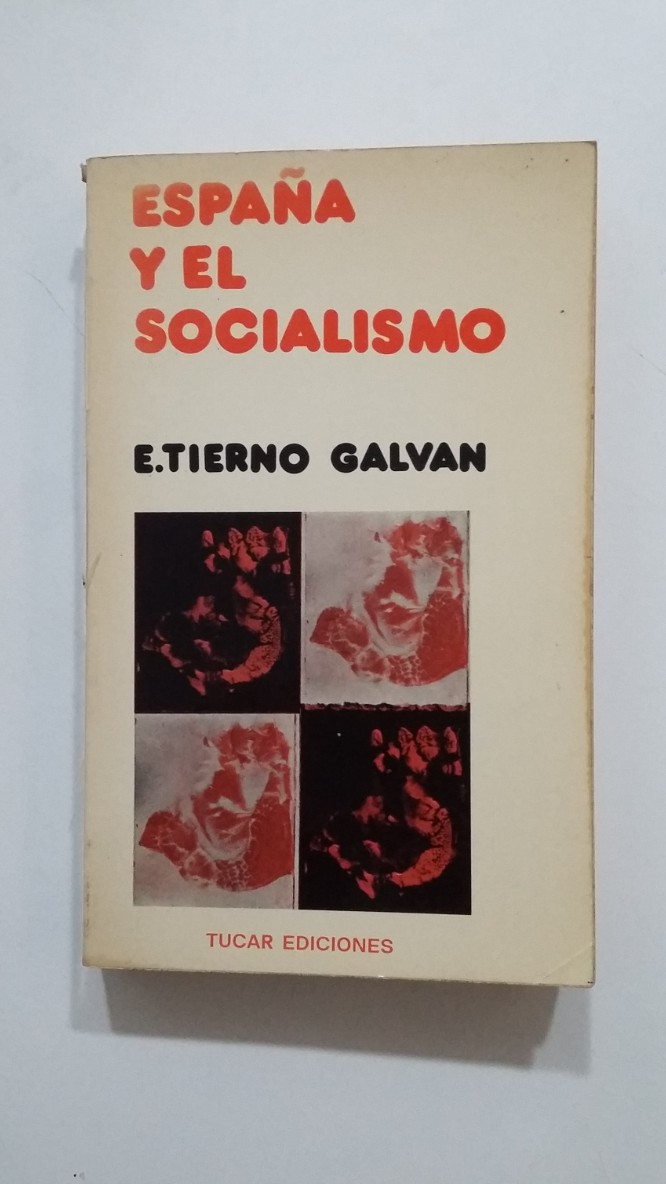 ESPAÑA
Y EL
SOCIALISMO
E.TIERNO GALVAN
TUCAR EDICIONES